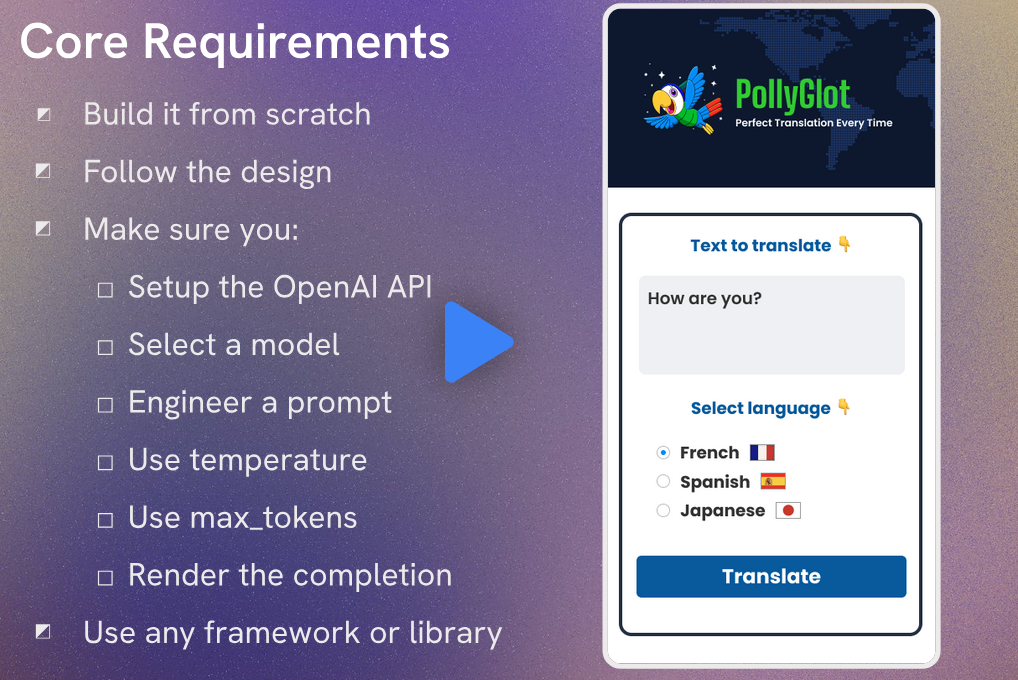 Core Requirements
Build it from scratch
Follow the design
Make sure you:
Setup the OpenAI API
Select a model
Engineer a prompt
Use temperature
Use max_tokens
Render the completion
Use any framework or library
PollyGlot
Perfect Translation Every Time
Text to translate 👇
How are you?
Select language 👇
French
Spanish
Japanese
Translate